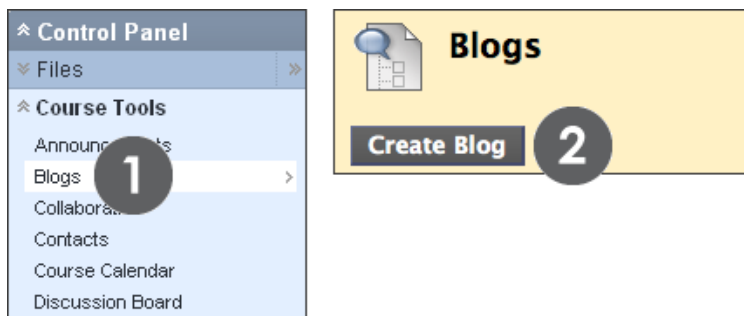 Control Panel
Files
Course Tools
Blogs
1
Contacts
Course Calendar
Discussion Board
Blogs
Create Blog
2